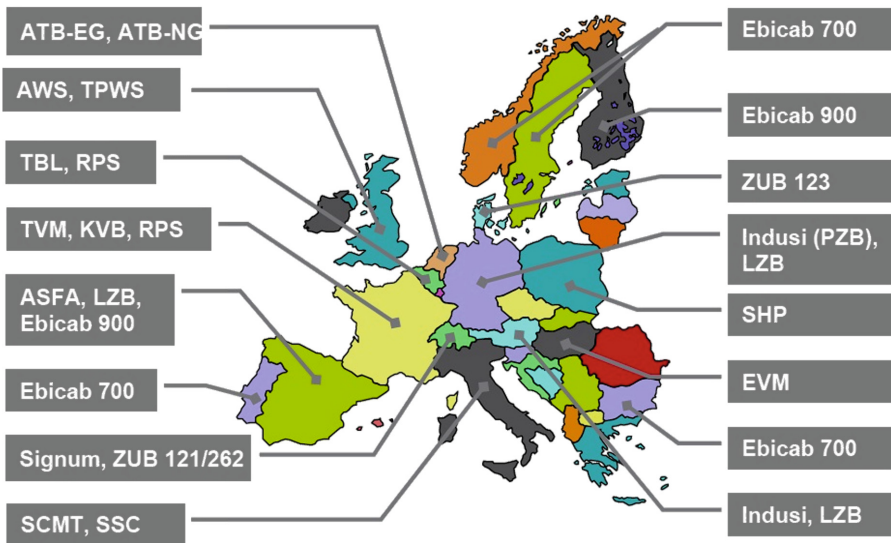 ATB-EG, ATB-NG
AWS, TPWS
TBL, RPS
TVM, KVB, RPS
ASFA, LZB,
Ebicab 900
Ebicab 700
Signum, ZUB 121/262
SCMT, SSC
Ebicab 700
Ebicab 900
ZUB 123
Indusi (PZB),
LZB
SHP
EVM
Ebicab 700
Indusi, LZB